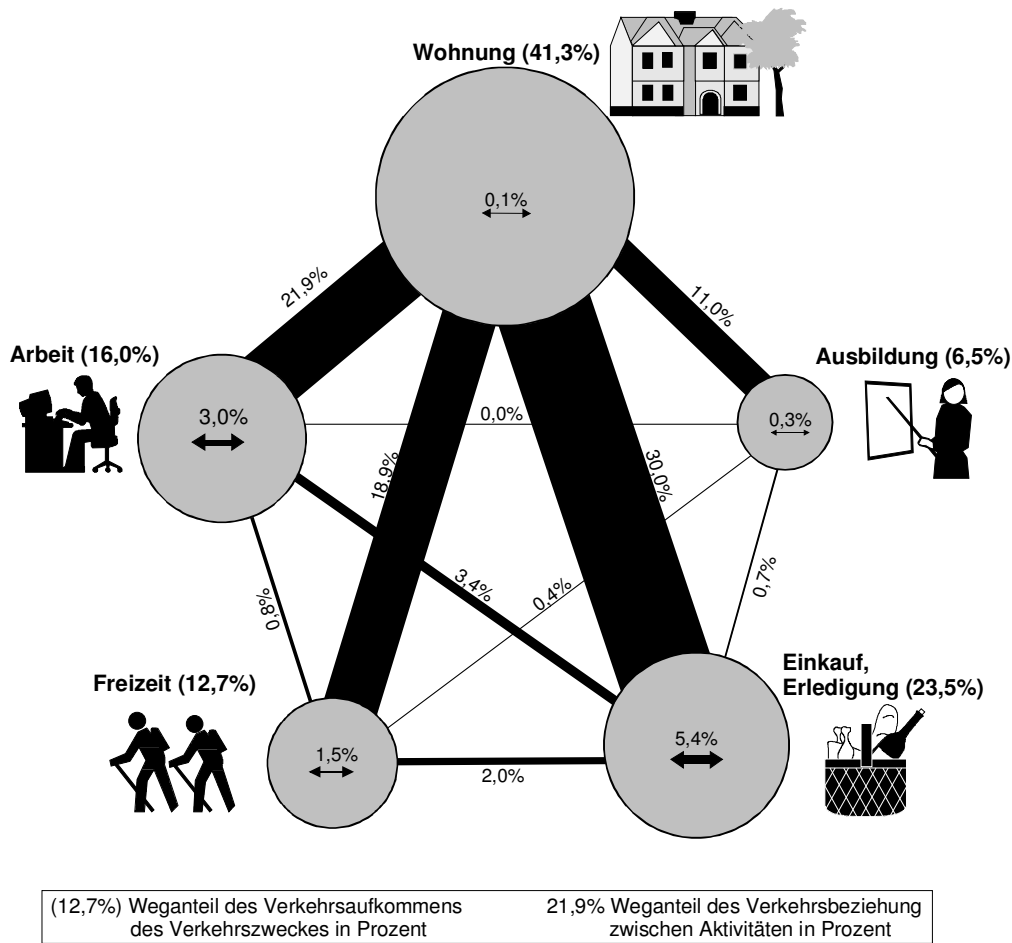 Wohnung (41,3%)
0,1%
21,9%
11,0%
Arbeit (16,0%)
Ausbildung (6,5%)
3,0%
0,0%
0,3%
18,9%
30,0%
3,4%
0,4%
0,7%
0,8%
Freizeit (12,7%)
Einkauf,
Erledigung (23,5%)
1,5%
5,4%
2,0%
(12,7%) Weganteil des Verkehrsaufkommens
des Verkehrszweckes in Prozent
21,9% Weganteil des Verkehrsbeziehung
zwischen Aktivitäten in Prozent